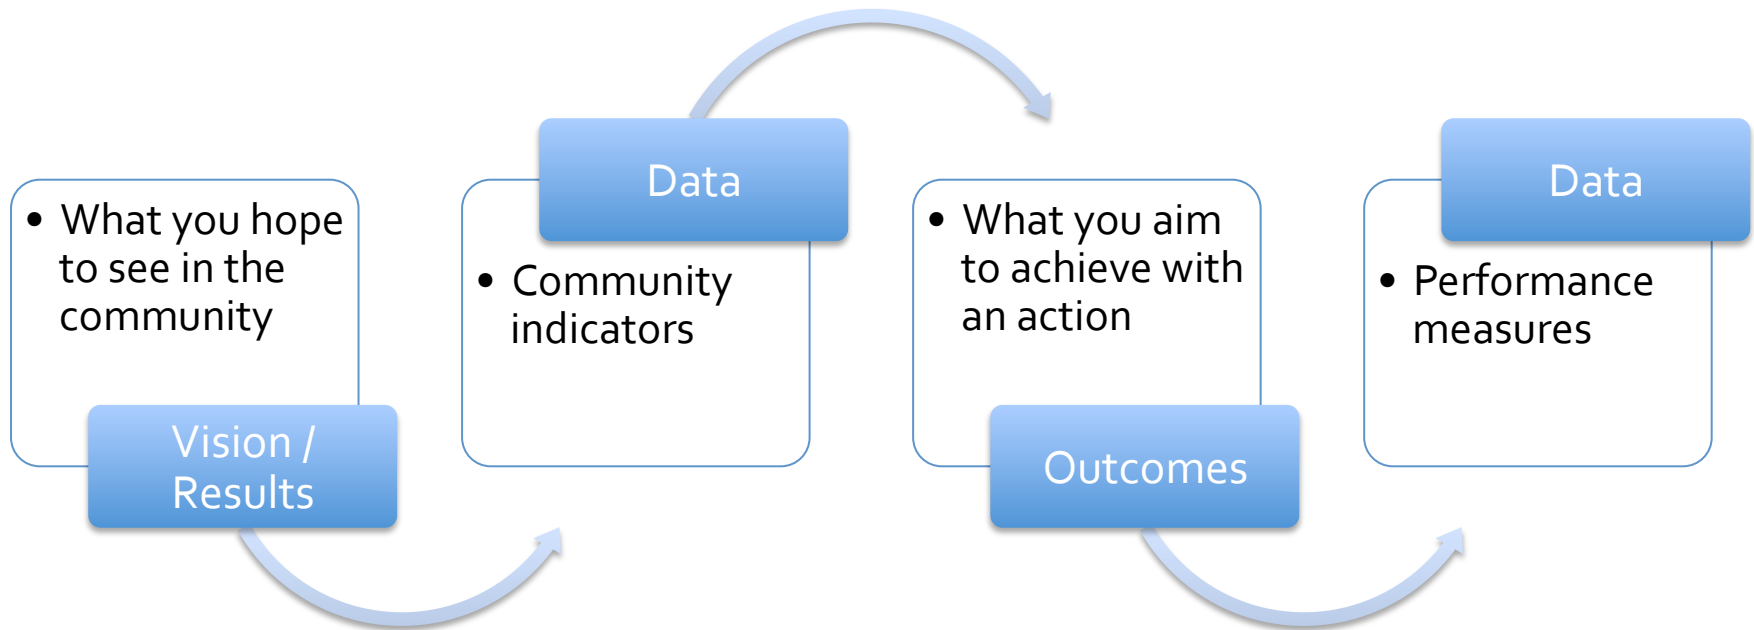 • What you hope
to see in the
community
Vision /
Results
Data
• Community
indicators
• What you aim
to achieve with
an action
Outcomes
Data
• Performance
measures